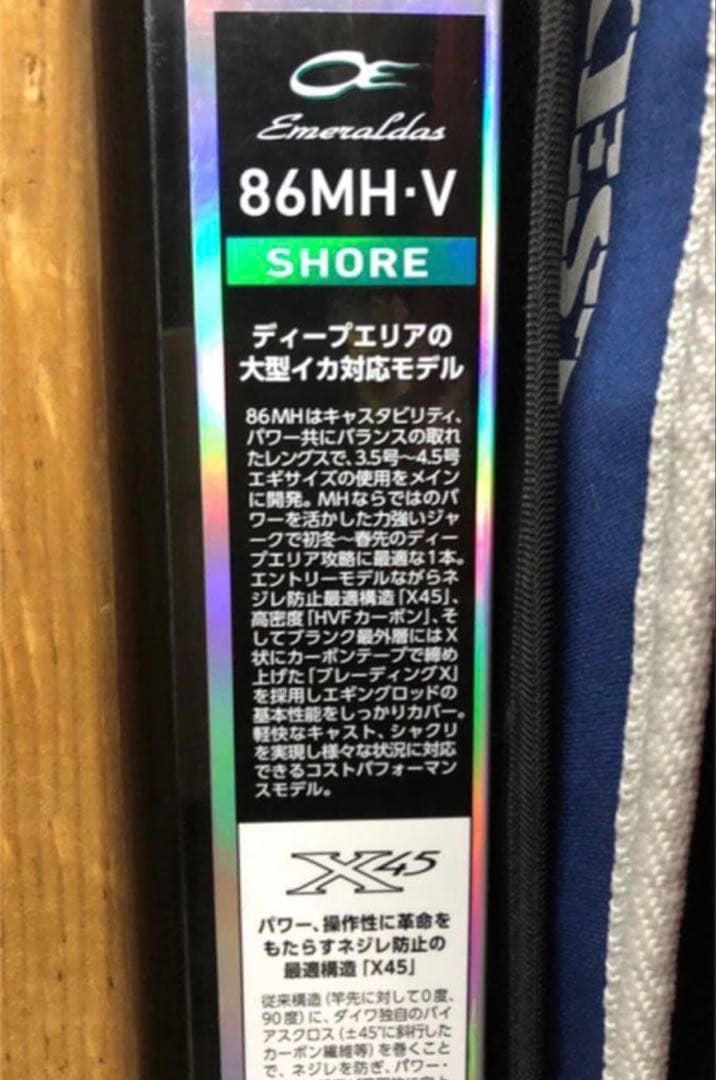 Emeraldas
86MH・V
SHORE
ディープエリアの
大型イカ対応モデル
86MHはキャスタビリティ、
パワー共にバランスの取れ
たレングスで、3.5号〜4.5号
エギサイズの使用をメイン
に開発。MHならではのパ
ワーを活かした力強いジャ
ークで初冬〜春先のディー
プエリア攻略に最適な1本。
エントリーモデルながらネ
ジレ防止最適構造「X45」、
高密度「HVFカーボン」、そ
してブランク最外層にはX
状にカーボンテープで締め
上げた「ブレーディングX」
を採用しエギングロッドの
基本性能をしっかりカバー。
軽快なキャスト、シャクリ
を実現し様々な状況に対応
できるコストパフォーマン
スモデル。
X45
パワー、操作性に革命を
もたらすネジレ防止の
最適構造「X45」
従来構造(竿先に対して0度、
90度)に、ダイワ独自のバイ
アスクロス(±45°に斜行した
カーボン繊維等)を巻くこと
で、ネジレを防ぎ、パワー・